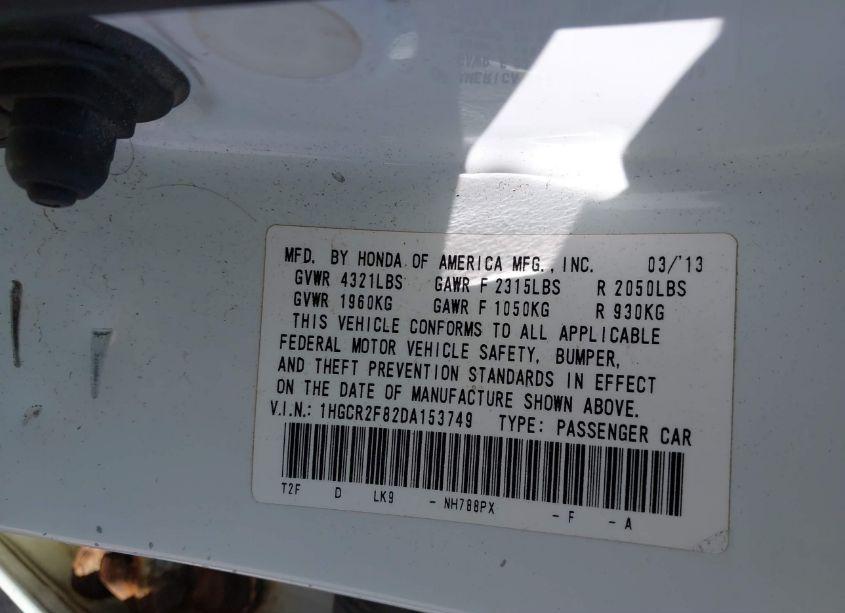 MFD. BY HONDA OF AMERICA MFG., INC. 03/'13
GVWR 4321LBS GAWR F 2315LBS R 2050LBS
GVWR 1960KG GAWR F 1050KG R 930KG
THIS VEHICLE CONFORMS TO ALL APPLICABLE
FEDERAL MOTOR VEHICLE SAFETY, BUMPER,
AND THEFT PREVENTION STANDARDS IN EFFECT
ON THE DATE OF MANUFACTURE SHOWN ABOVE.
V.I.N.: 1HGCR2F82DA153749 TYPE: PASSENGER CAR
T2F D LK9 - NH788PX - F - A